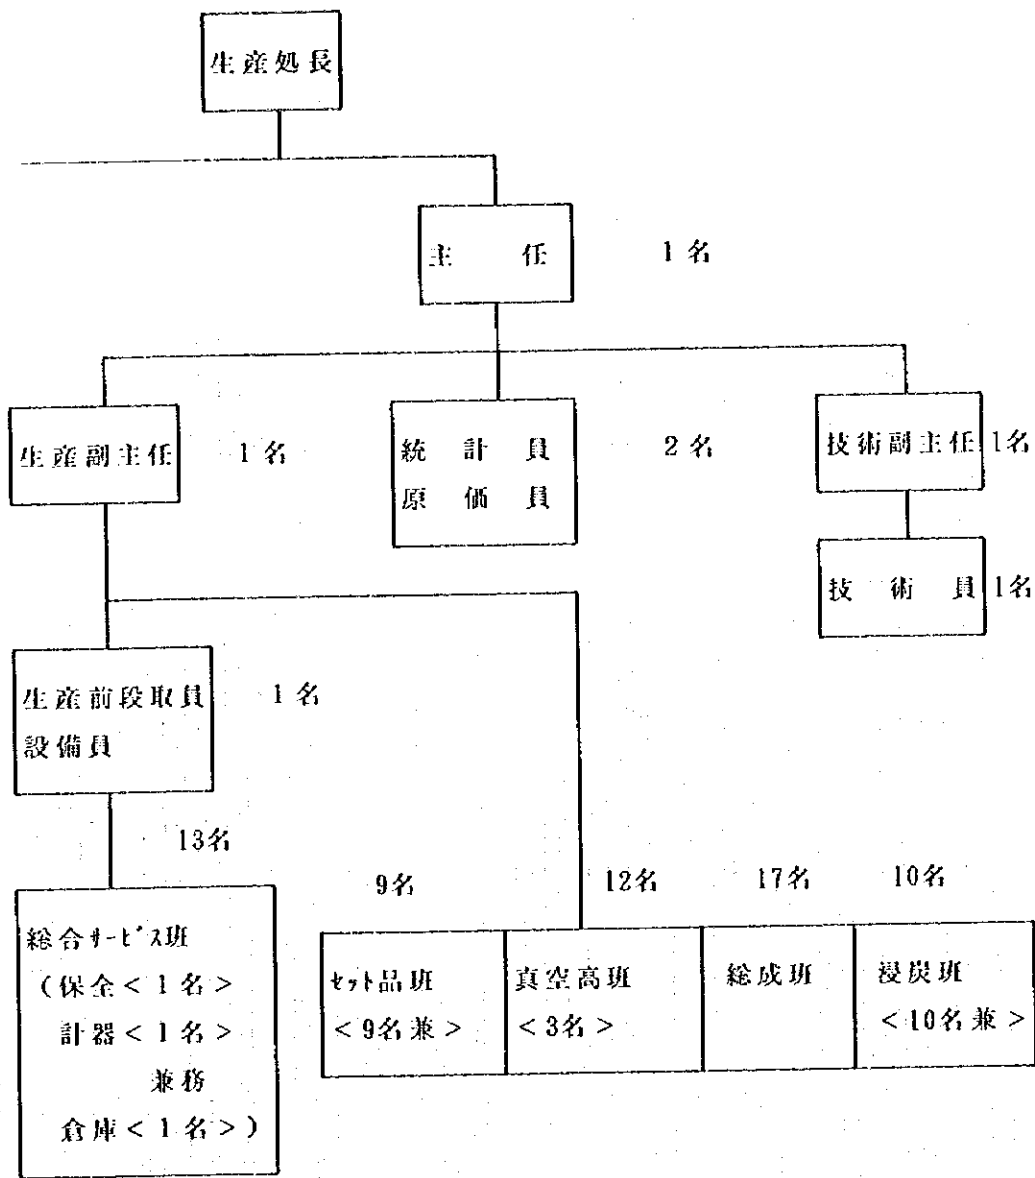 生産処長
主任 1名
生産副主任 1名
統計員 2名
原価員
技術副主任 1名
技術員 1名
生産前段取員 1名
設備員
13名
総合サービス班
(保全<1名>
計器<1名>
兼務
倉庫<1名>)
9名 12名 17名 10名
セット品班
<9名兼>
真空高班
<3名>
総成班
浸炭班
<10名兼>